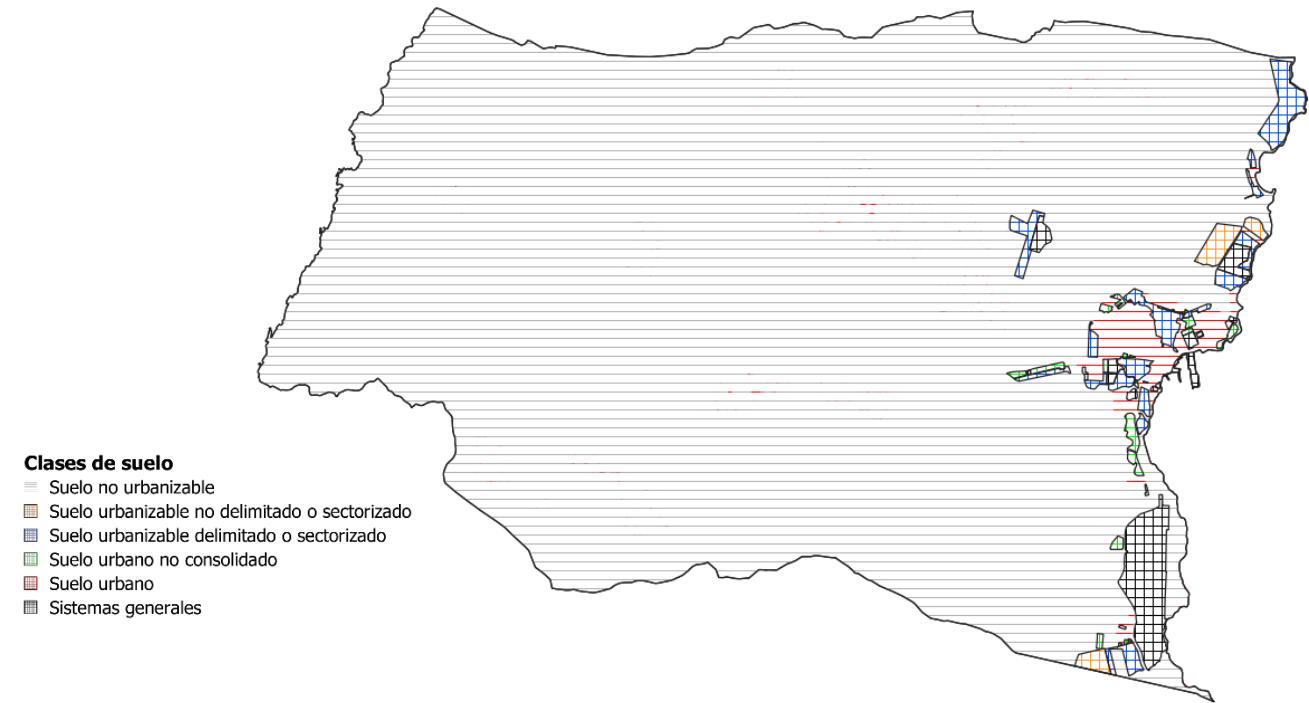 Clases de suelo
Suelo no urbanizable
Suelo urbanizable no delimitado o sectorizado
Suelo urbanizable delimitado o sectorizado
Suelo urbano no consolidado
Suelo urbano
Sistemas generales